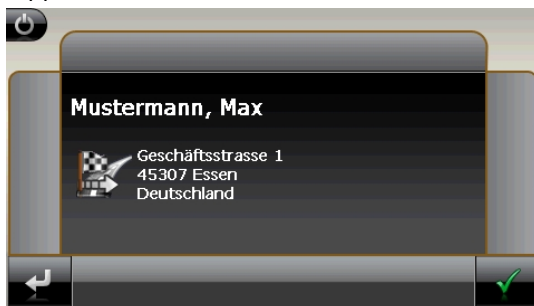 Mustermann, Max
Geschäftsstrasse 1
45307 Essen
Deutschland